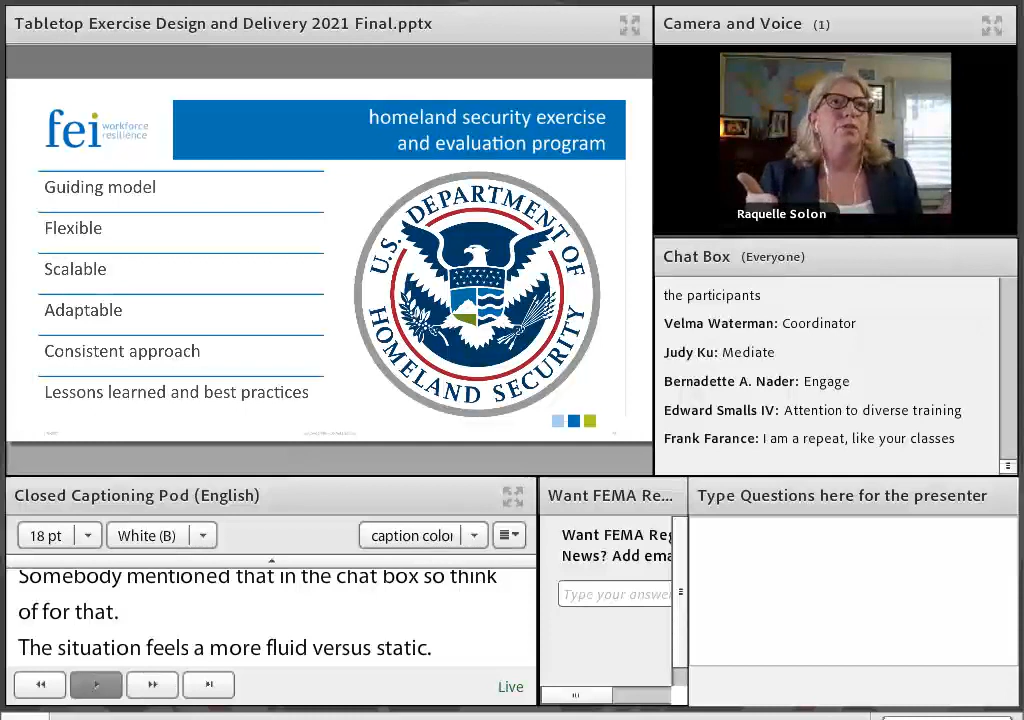 Tabletop Exercise Design and Delivery 2021 Final.pptx
fei workforce
resilience
homeland security exercise
and evaluation program
Guiding model
Flexible
Scalable
Adaptable
Consistent approach
Lessons learned and best practices
U.S. DEPARTMENT OF
HOMELAND SECURITY
Camera and Voice (1)
Raquelle Solon
Chat Box (Everyone)
the participants
Velma Waterman: Coordinator
Judy Ku: Mediate
Bernadette A. Nader: Engage
Edward Smalls IV: Attention to diverse training
Frank Farance: I am a repeat, like your classes
Closed Captioning Pod (English)
18 pt
White (B)
caption color
Somebody mentioned that in the chat box so think
of for that.
The situation feels a more fluid versus static.
Live
Want FEMA Re...
Want FEMA Reg
News? Add ema
Type your answer
Type Questions here for the presenter